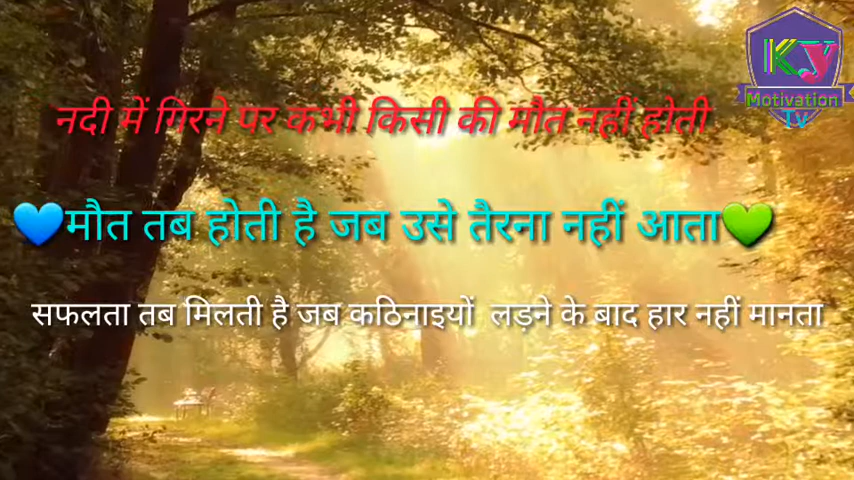 KY
Motivation
TV
नदी में गिरने पर कभी किसी की मौत नहीं होती
💙मौत तब होती है जब उसे तैरना नहीं आता💚
सफलता तब मिलती है जब कठिनाइयों लड़ने के बाद हार नहीं मानता